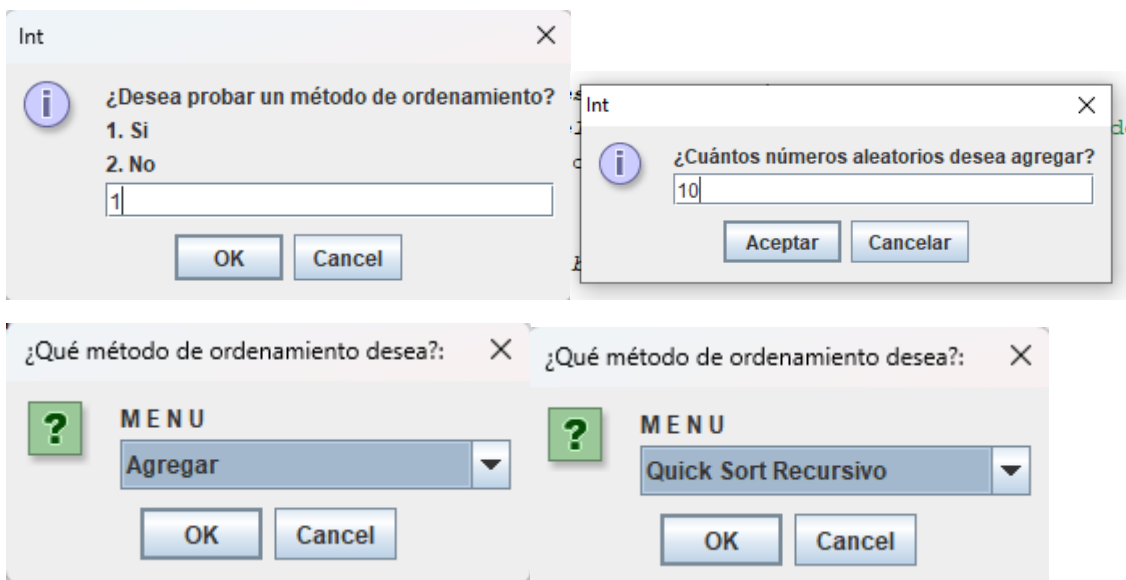 Int
¿Desea probar un método de ordenamiento?
1. Si
2. No
1
OK Cancel
Int
¿Cuántos números aleatorios desea agregar?
10
Aceptar Cancelar
¿Qué método de ordenamiento desea?:
M E N U
Agregar
OK Cancel
¿Qué método de ordenamiento desea?:
M E N U
Quick Sort Recursivo
OK Cancel